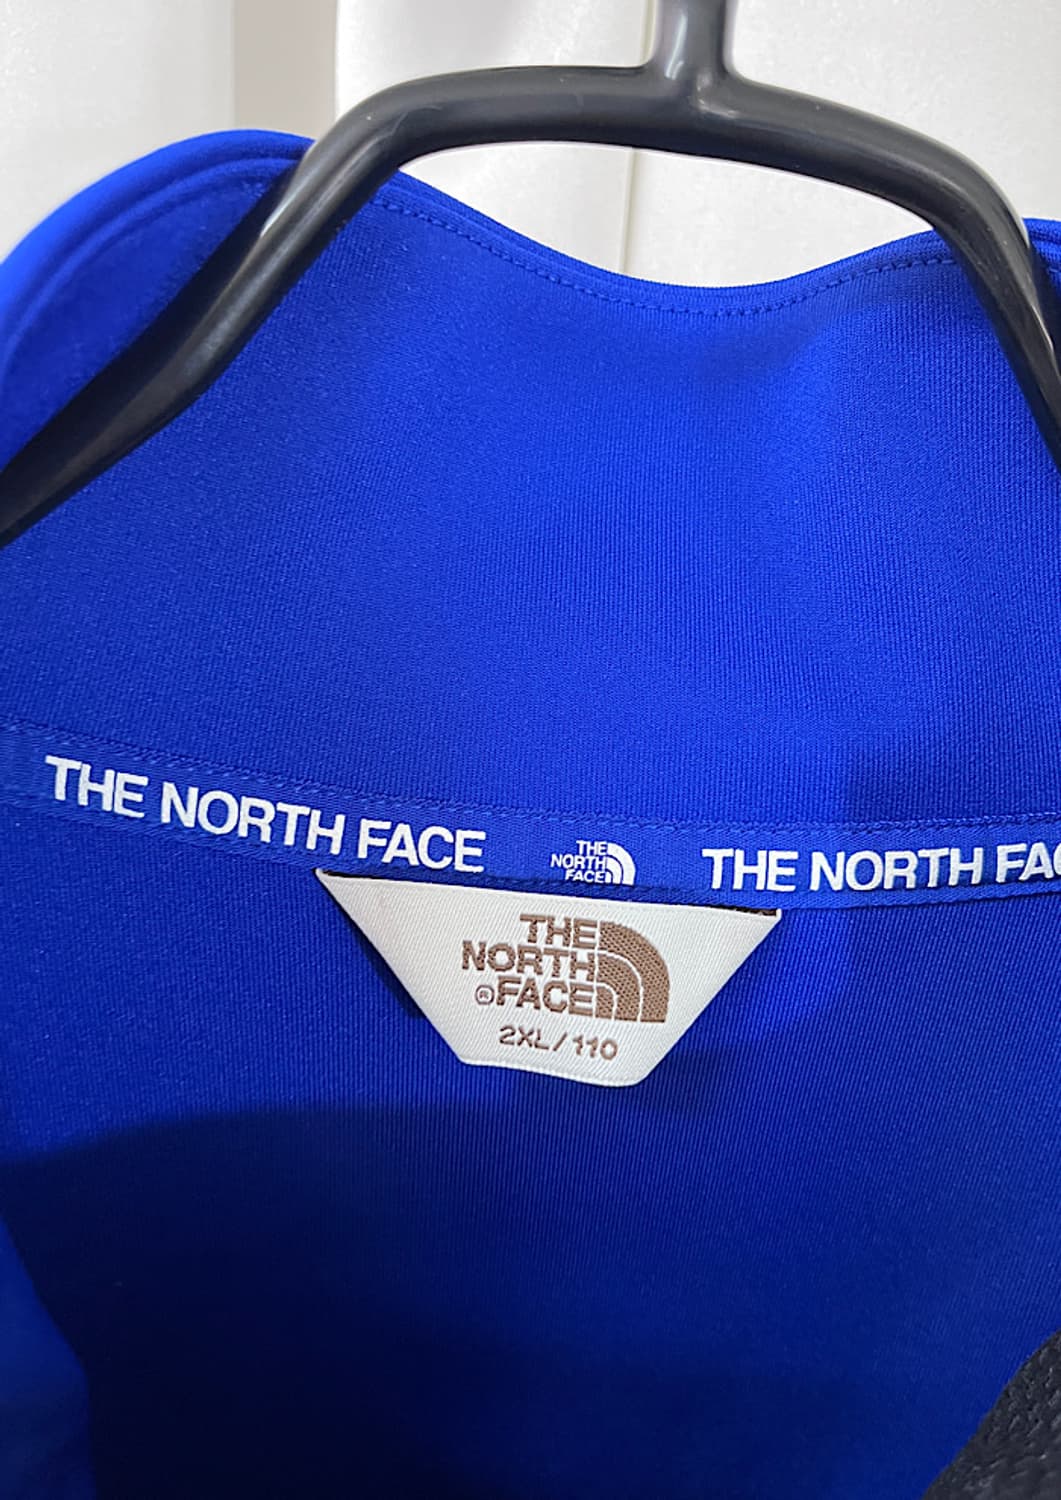 THE NORTH FACE
THE
NORTH
FACE
THE NORTH FAC
THE
NORTH
®FACE
2XL/110